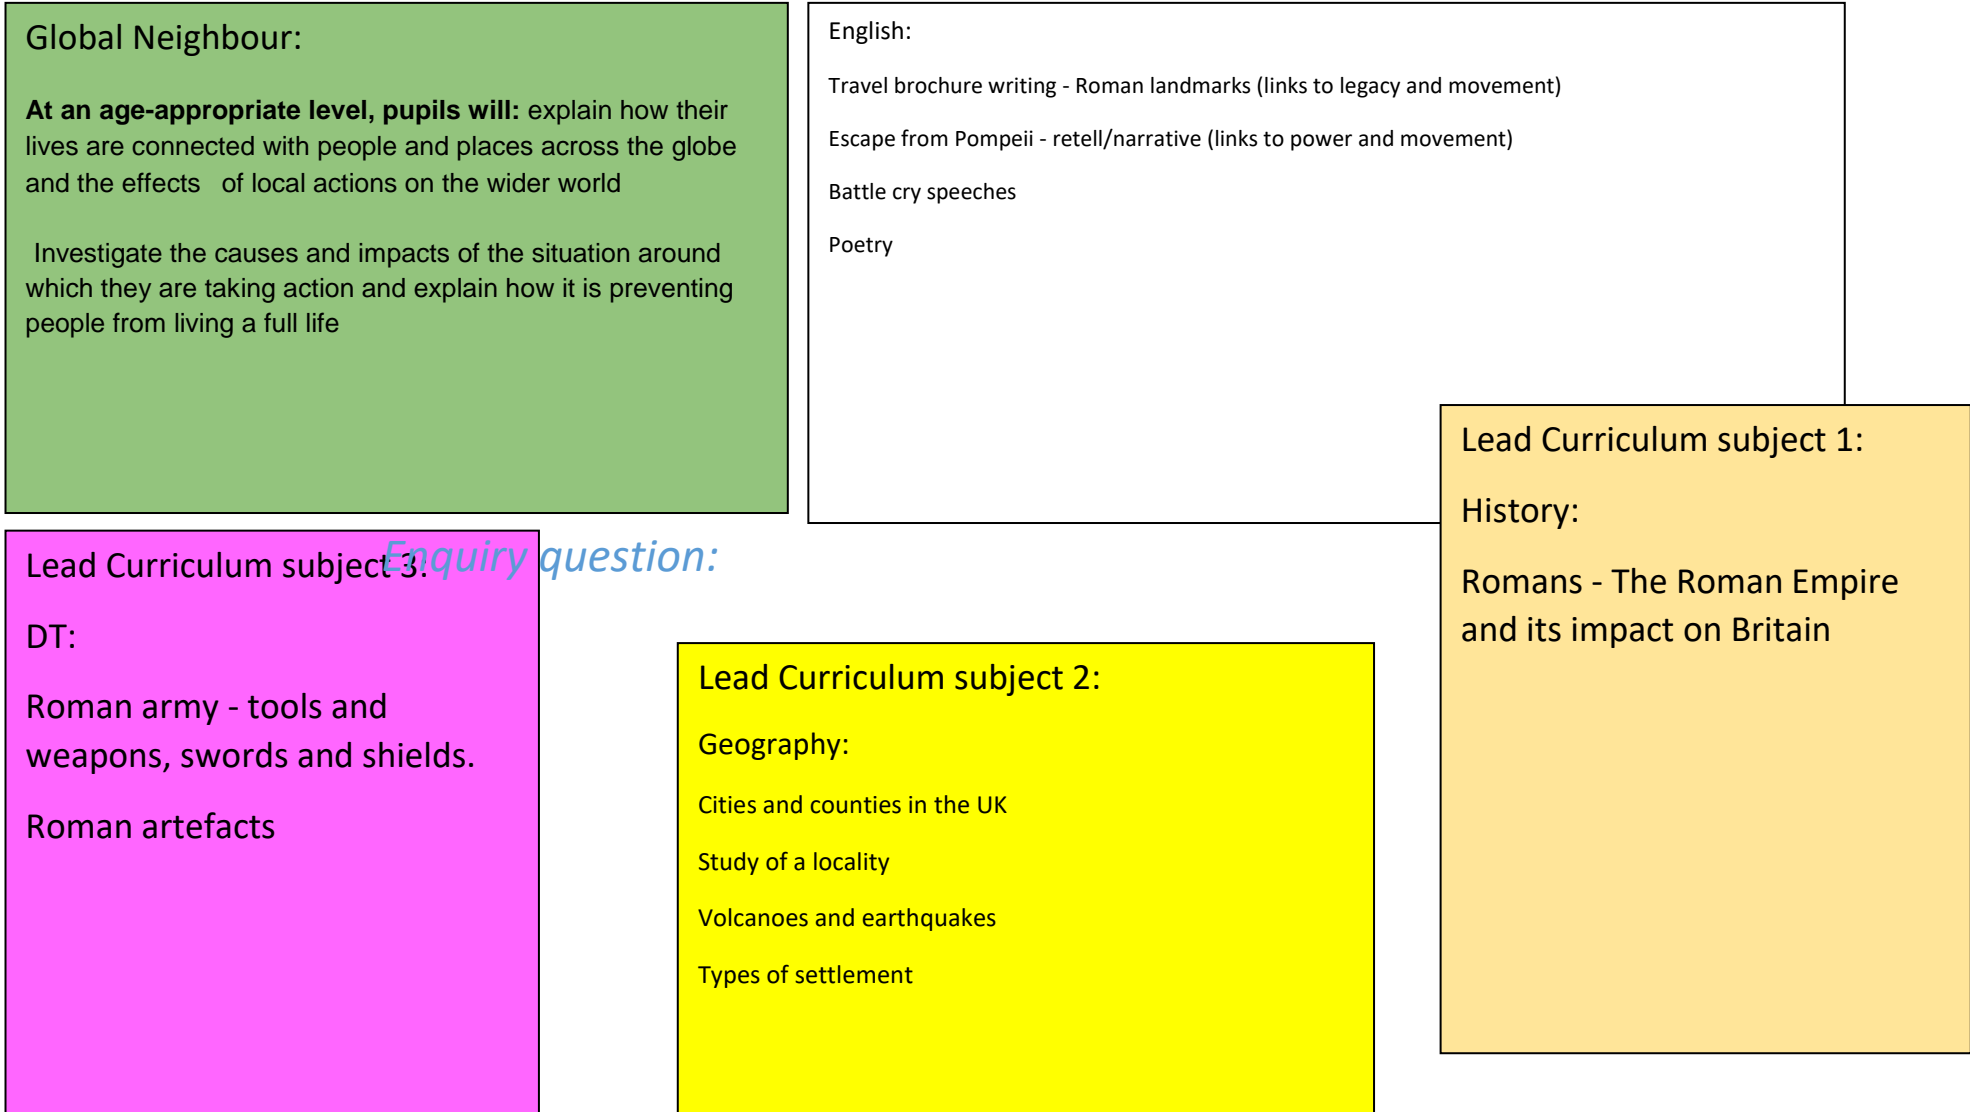 Global Neighbour:
At an age-appropriate level, pupils will: explain how their
lives are connected with people and places across the globe
and the effects of local actions on the wider world
Investigate the causes and impacts of the situation around
which they are taking action and explain how it is preventing
people from living a full life
English:
Travel brochure writing - Roman landmarks (links to legacy and movement)
Escape from Pompeii - retell/narrative (links to power and movement)
Battle cry speeches
Poetry
Lead Curriculum subject 1:
History:
Romans - The Roman Empire
and its impact on Britain
Enquiry question:
Lead Curriculum subject 3:
DT:
Roman army - tools and
weapons, swords and shields.
Roman artefacts
Lead Curriculum subject 2:
Geography:
Cities and counties in the UK
Study of a locality
Volcanoes and earthquakes
Types of settlement